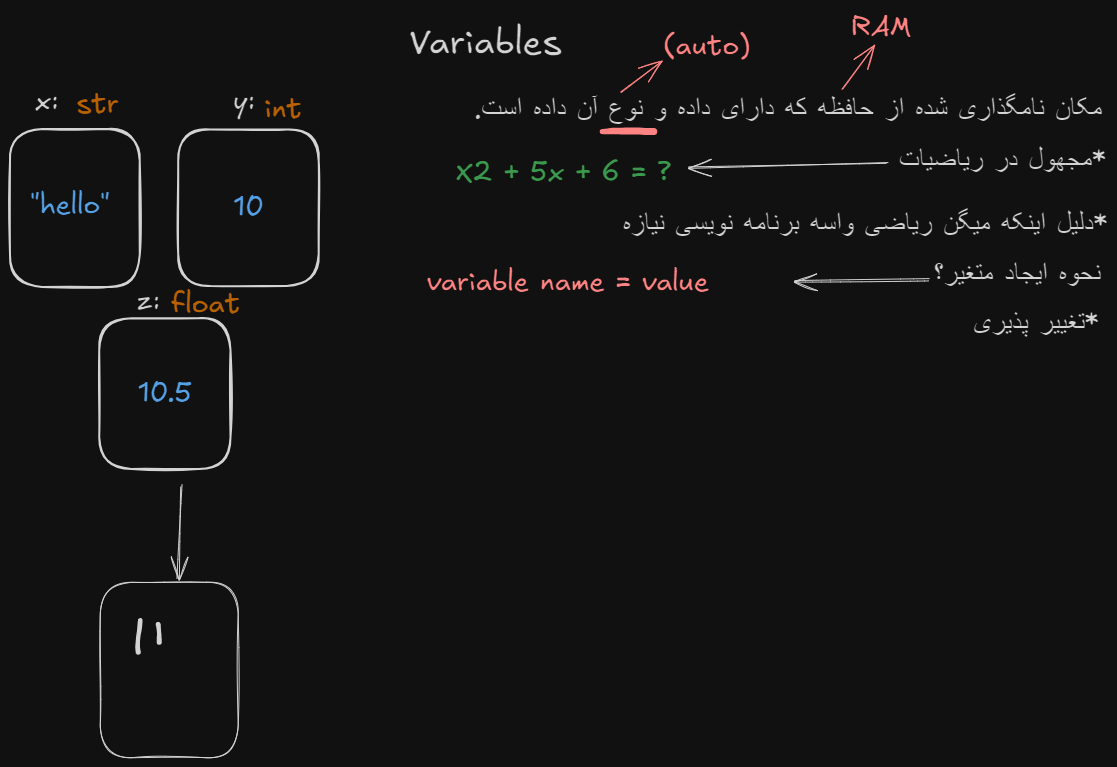 Variables
(auto)
RAM
مکان نامگذاری شده از حافظه که دارای داده و نوع آن داده است.
*مجهول در ریاضیات
x2 + 5x + 6 = ?
*دلیل اینکه میگن ریاضی واسه برنامه نویسی نیازه
نحوه ایجاد متغیر؟
variable name = value
*تغییر پذیری
x: str
"hello"
y: int
10
z: float
10.5
11